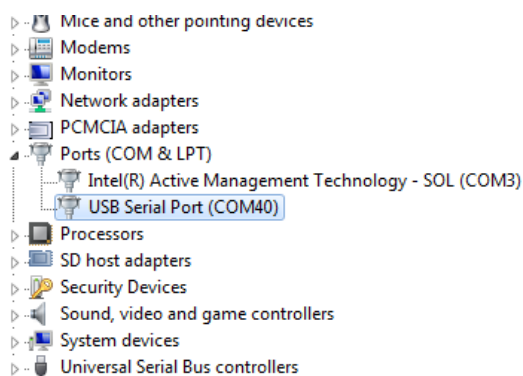 Mice and other pointing devices
Modems
Monitors
Network adapters
PCMCIA adapters
Ports (COM & LPT)
Intel(R) Active Management Technology - SOL (COM3)
USB Serial Port (COM40)
Processors
SD host adapters
Security Devices
Sound, video and game controllers
System devices
Universal Serial Bus controllers